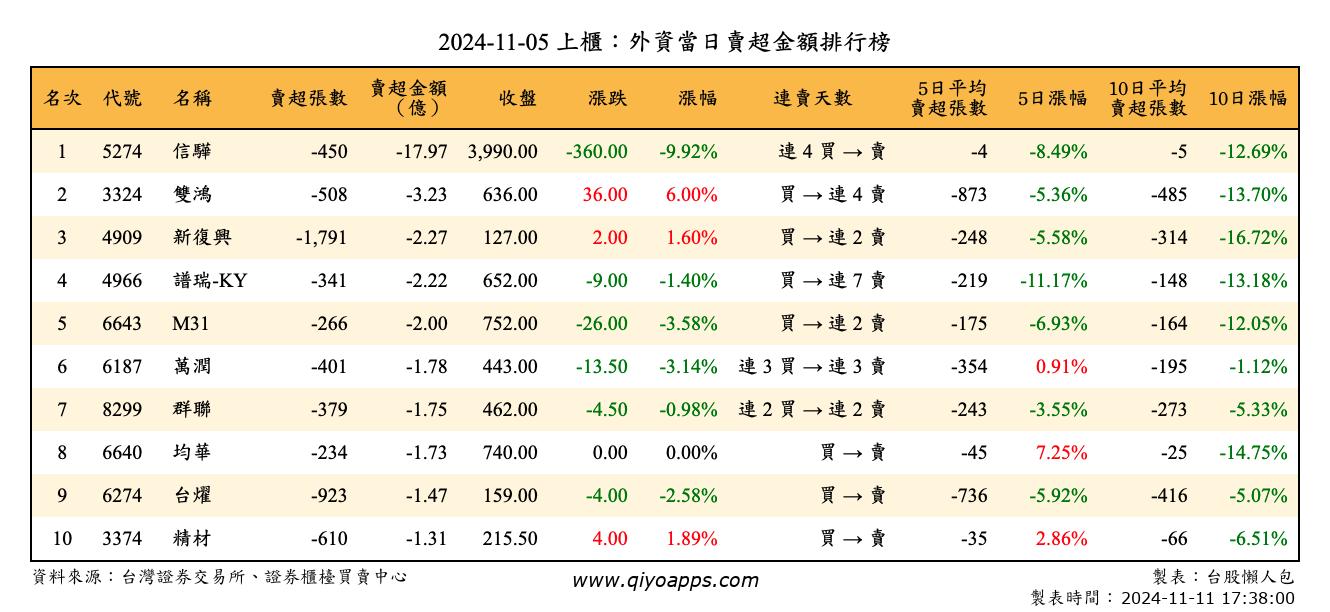 2024-11-05 上櫃：外資當日賣超金額排行榜
名次 代號 名稱 賣超張數 賣超金額（億） 收盤 漲跌 漲幅 連賣天數 5日平均賣超張數 5日漲幅 10日平均賣超張數 10日漲幅
1 5274 信驊 -450 -17.97 3,990.00 -360.00 -9.92% 連 4 買 → 賣 -4 -8.49% -5 -12.69%
2 3324 雙鴻 -508 -3.23 636.00 36.00 6.00% 買 → 連 4 賣 -873 -5.36% -485 -13.70%
3 4909 新復興 -1,791 -2.27 127.00 2.00 1.60% 買 → 連 2 賣 -248 -5.58% -314 -16.72%
4 4966 譜瑞-KY -341 -2.22 652.00 -9.00 -1.40% 買 → 連 7 賣 -219 -11.17% -148 -13.18%
5 6643 M31 -266 -2.00 752.00 -26.00 -3.58% 買 → 連 2 賣 -175 -6.93% -164 -12.05%
6 6187 萬潤 -401 -1.78 443.00 -13.50 -3.14% 連 3 買 → 連 3 賣 -354 0.91% -195 -1.12%
7 8299 群聯 -379 -1.75 462.00 -4.50 -0.98% 連 2 買 → 連 2 賣 -243 -3.55% -273 -5.33%
8 6640 均華 -234 -1.73 740.00 0.00 0.00% 買 → 賣 -45 7.25% -25 -14.75%
9 6274 台燿 -923 -1.47 159.00 -4.00 -2.58% 買 → 賣 -736 -5.92% -416 -5.07%
10 3374 精材 -610 -1.31 215.50 4.00 1.89% 買 → 賣 -35 2.86% -66 -6.51%
資料來源：台灣證券交易所、證券櫃檯買賣中心 www.qiyoapps.com 製表：台股懶人包
製表時間：2024-11-11 17:38:00